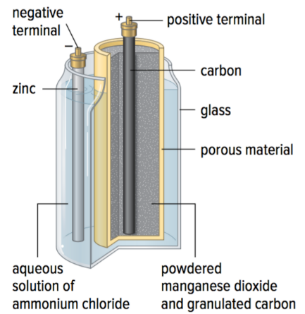 negative
terminal
+
positive terminal
–
carbon
zinc
glass
porous material
aqueous
solution of
ammonium chloride
powdered
manganese dioxide
and granulated carbon